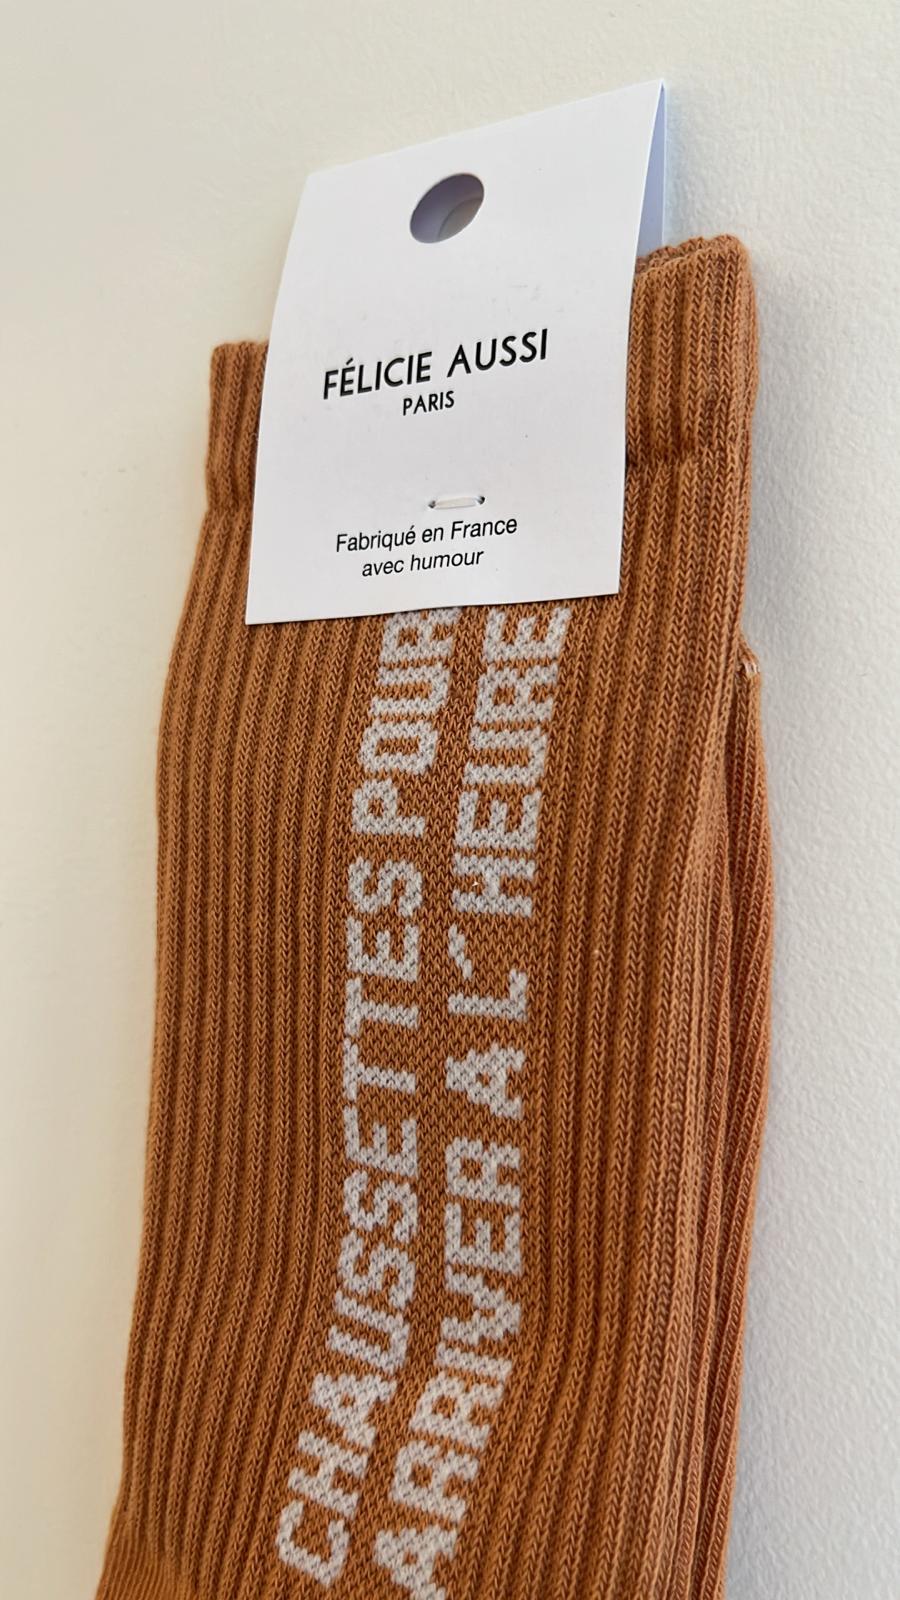 FÉLICIE AUSSI
PARIS
Fabriqué en France
avec humour
CHAUSSETTES POUR
ARRIVER A L'HEURE